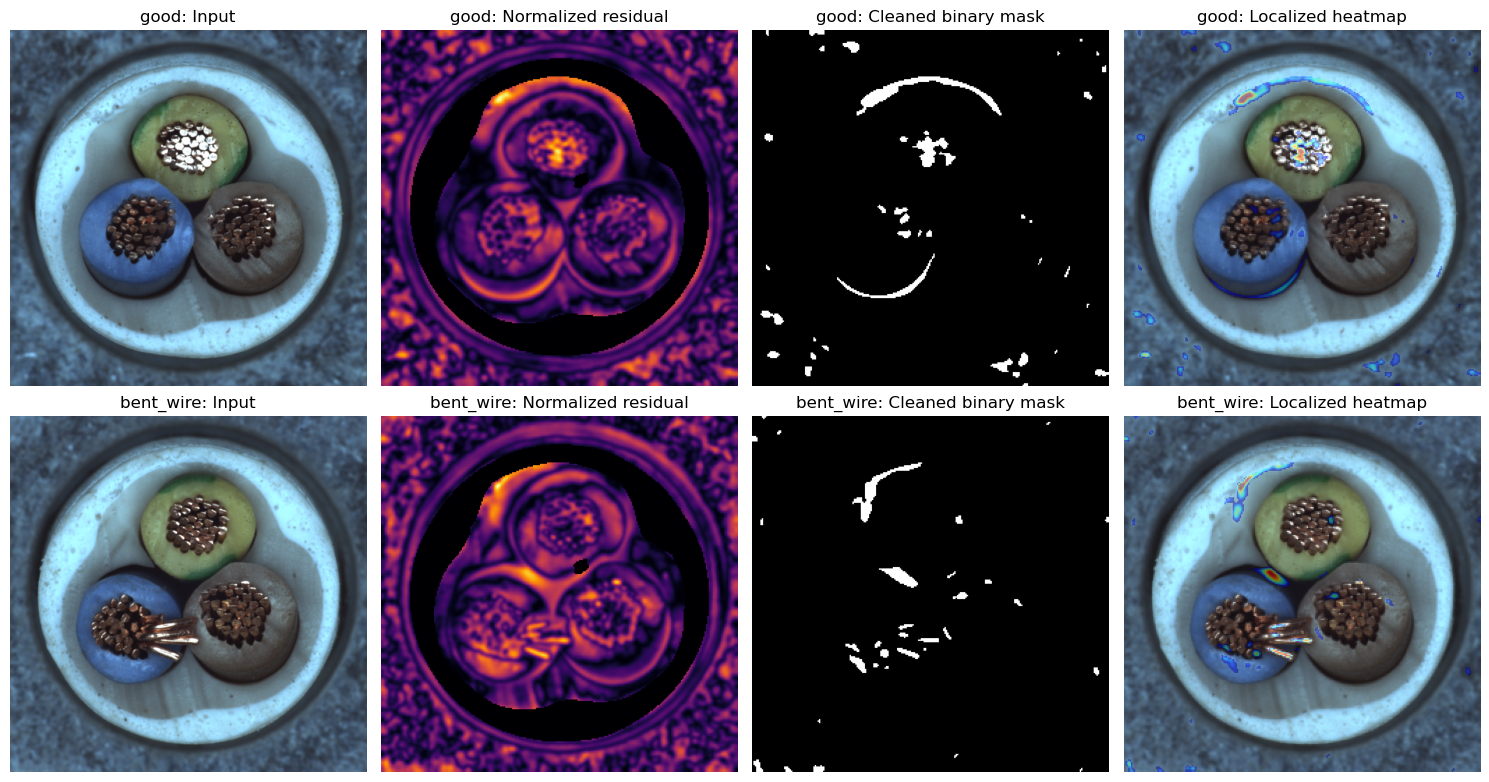 good: Input
good: Normalized residual
good: Cleaned binary mask
good: Localized heatmap
bent_wire: Input
bent_wire: Normalized residual
bent_wire: Cleaned binary mask
bent_wire: Localized heatmap